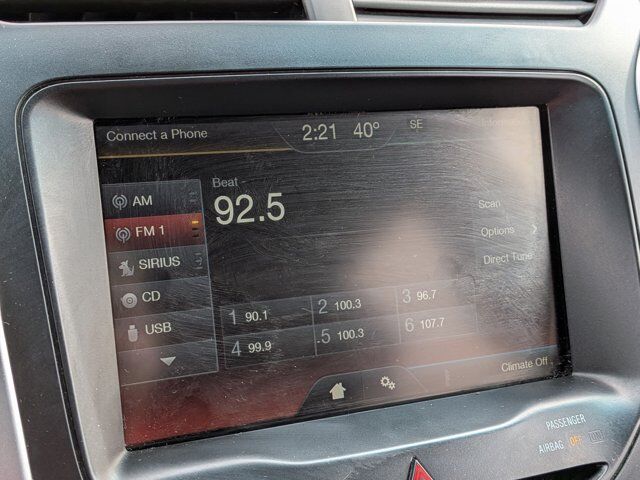 Connect a Phone 2:21 40° SE
Beat -
92.5
AM
FM 1
SIRIUS
CD
USB
Scan
Options >
Direct Tune
1 90.1 2 100.3 3 96.7
4 99.9 5 100.3 6 107.7
Climate Off
PASSENGER
AIRBAG OFF